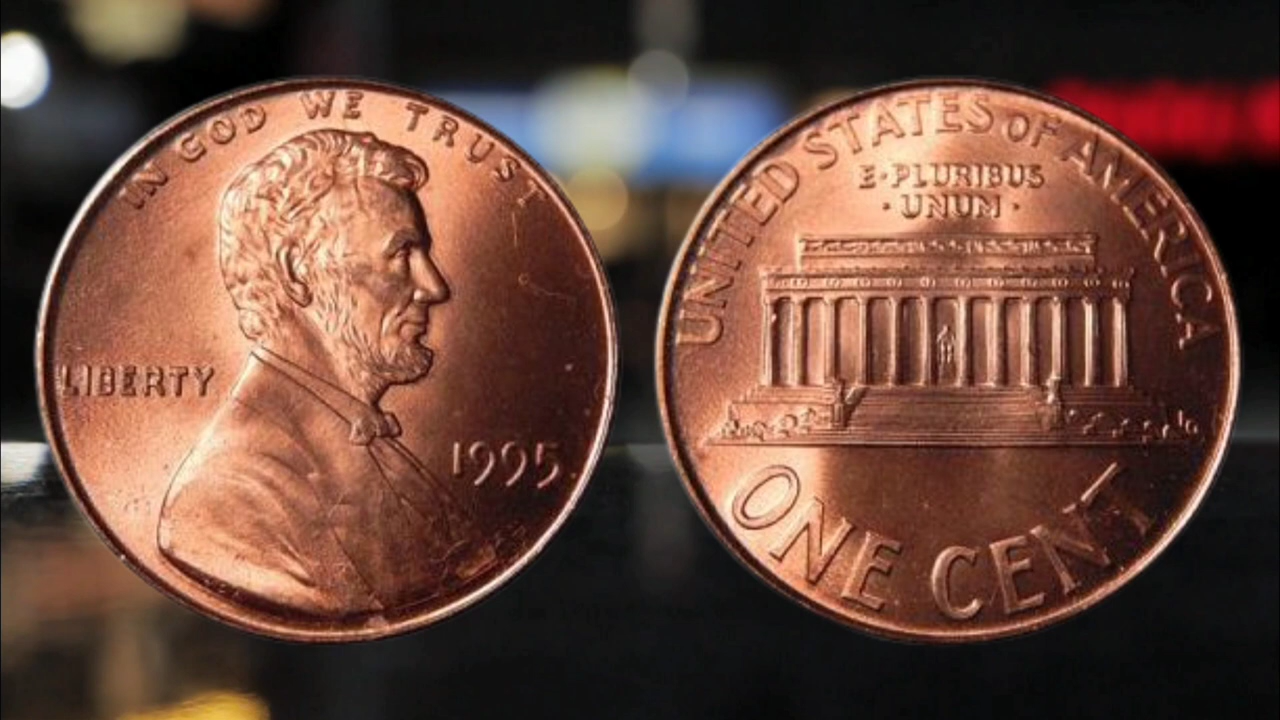 IN GOD WE TRUST
LIBERTY
1995
UNITED STATES OF AMERICA
E·PLURIBUS
·UNUM·
ONE CENT